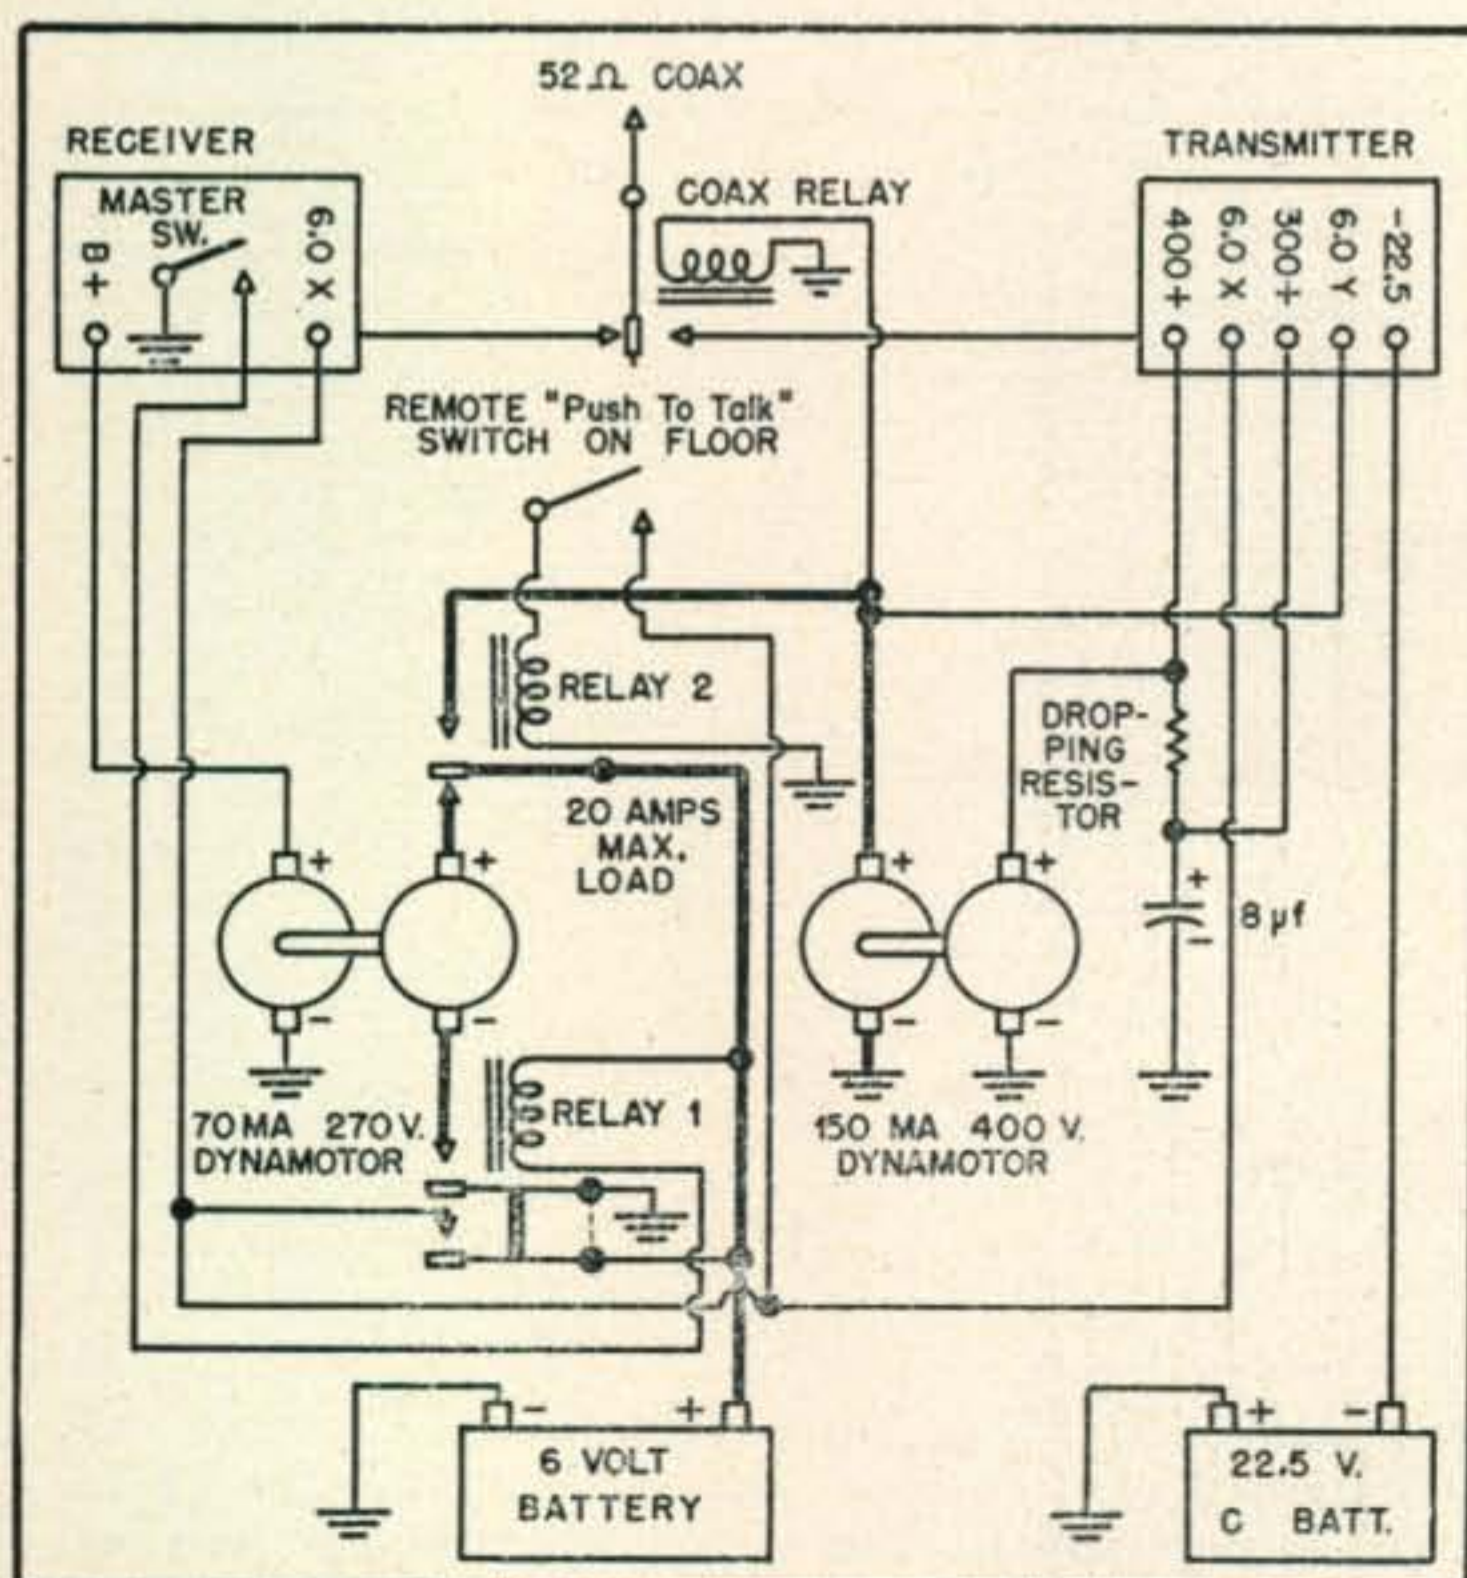 52 Ω COAX
RECEIVER
TRANSMITTER
MASTER
SW.
B+
6.0 X
COAX RELAY
400+
6.0 X
300+
6.0 Y
-22.5
REMOTE "Push To Talk"
SWITCH ON FLOOR
RELAY 2
DROP-
PING
RESIS-
TOR
20 AMPS
MAX.
LOAD
+
+
+
+
+
8 µf
-
-
-
-
-
RELAY 1
70 MA 270 V.
DYNAMOTOR
150 MA 400 V.
DYNAMOTOR
- +
6 VOLT
BATTERY
+ -
22.5 V.
C BATT.